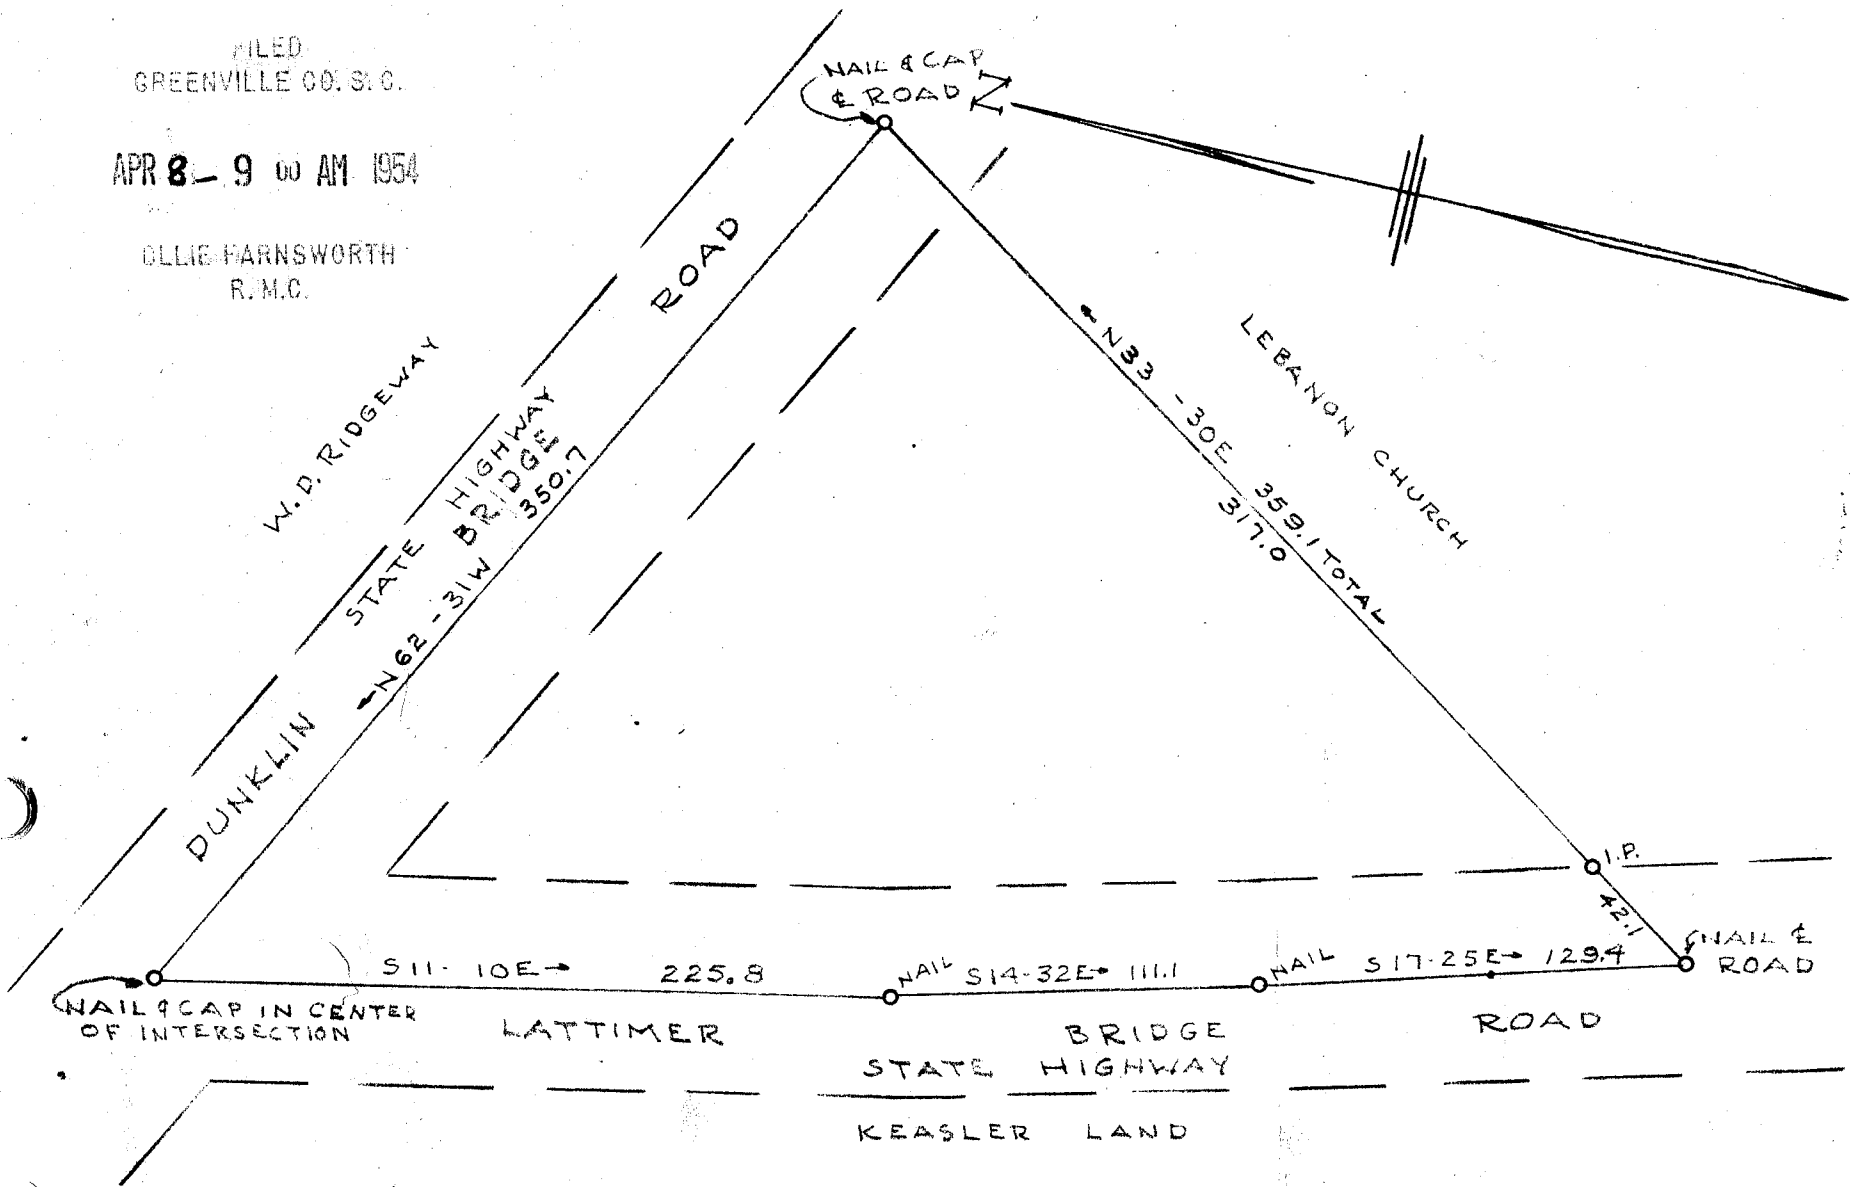 FILED
GREENVILLE CO. S. C.
APR 8 - 9 00 AM 1954
OLLIE FARNSWORTH
R. M. C.
NAIL & CAP
℄ ROAD
N
W. D. RIDGEWAY
DUNKLIN BRIDGE ROAD
STATE HIGHWAY
N62-31W 350.7
N33-30E 359.1 TOTAL
317.0
LEBANON CHURCH
I.P.
42.1
NAIL ℄
ROAD
S11-10E 225.8
NAIL
S14-32E 111.1
NAIL
S17-25E 129.4
NAIL & CAP IN CENTER
OF INTERSECTION
LATTIMER BRIDGE ROAD
STATE HIGHWAY
KEASLER LAND